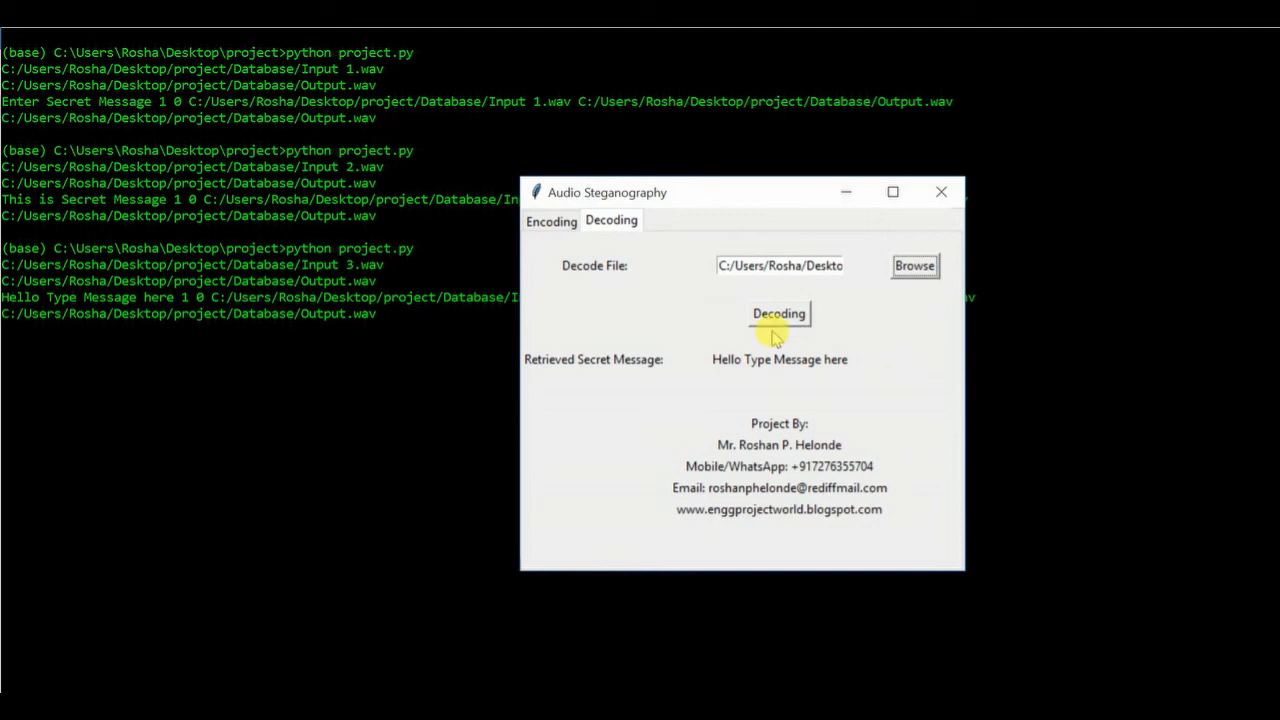 (base) C:\Users\Rosha\Desktop\project>python project.py
C:/Users/Rosha/Desktop/project/Database/Input 1.wav
C:/Users/Rosha/Desktop/project/Database/Output.wav
Enter Secret Message 1 0 C:/Users/Rosha/Desktop/project/Database/Input 1.wav C:/Users/Rosha/Desktop/project/Database/Output.wav
C:/Users/Rosha/Desktop/project/Database/Output.wav
(base) C:\Users\Rosha\Desktop\project>python project.py
C:/Users/Rosha/Desktop/project/Database/Input 2.wav
C:/Users/Rosha/Desktop/project/Database/Output.wav
This is Secret Message 1 0 C:/Users/Rosha/Desktop/project/Database/In
C:/Users/Rosha/Desktop/project/Database/Output.wav
(base) C:\Users\Rosha\Desktop\project>python project.py
C:/Users/Rosha/Desktop/project/Database/Input 3.wav
C:/Users/Rosha/Desktop/project/Database/Output.wav
Hello Type Message here 1 0 C:/Users/Rosha/Desktop/project/Database/I
C:/Users/Rosha/Desktop/project/Database/Output.wav
Audio Steganography
Encoding Decoding
Decode File: C:/Users/Rosha/Deskto Browse
Decoding
Retrieved Secret Message: Hello Type Message here
Project By:
Mr. Roshan P. Helonde
Mobile/WhatsApp: +917276355704
Email: roshanphelonde@rediffmail.com
www.enggprojectworld.blogspot.com